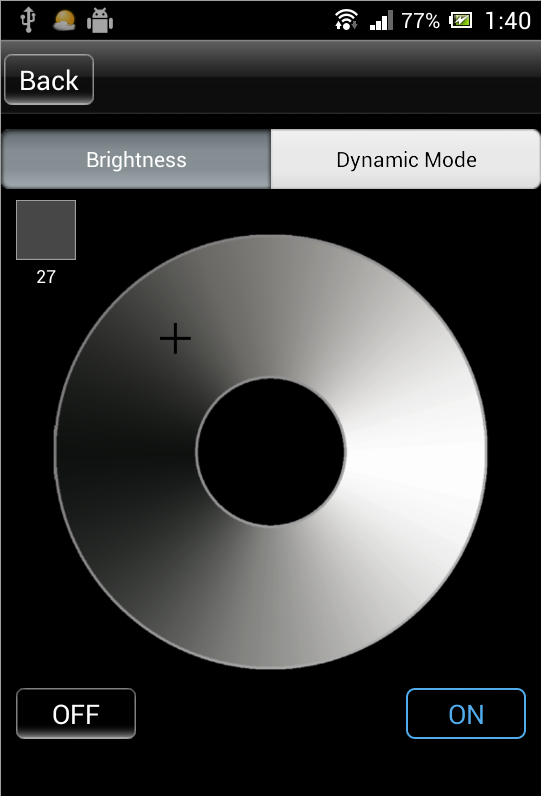 77% 1:40
Back
Brightness Dynamic Mode
27
OFF ON